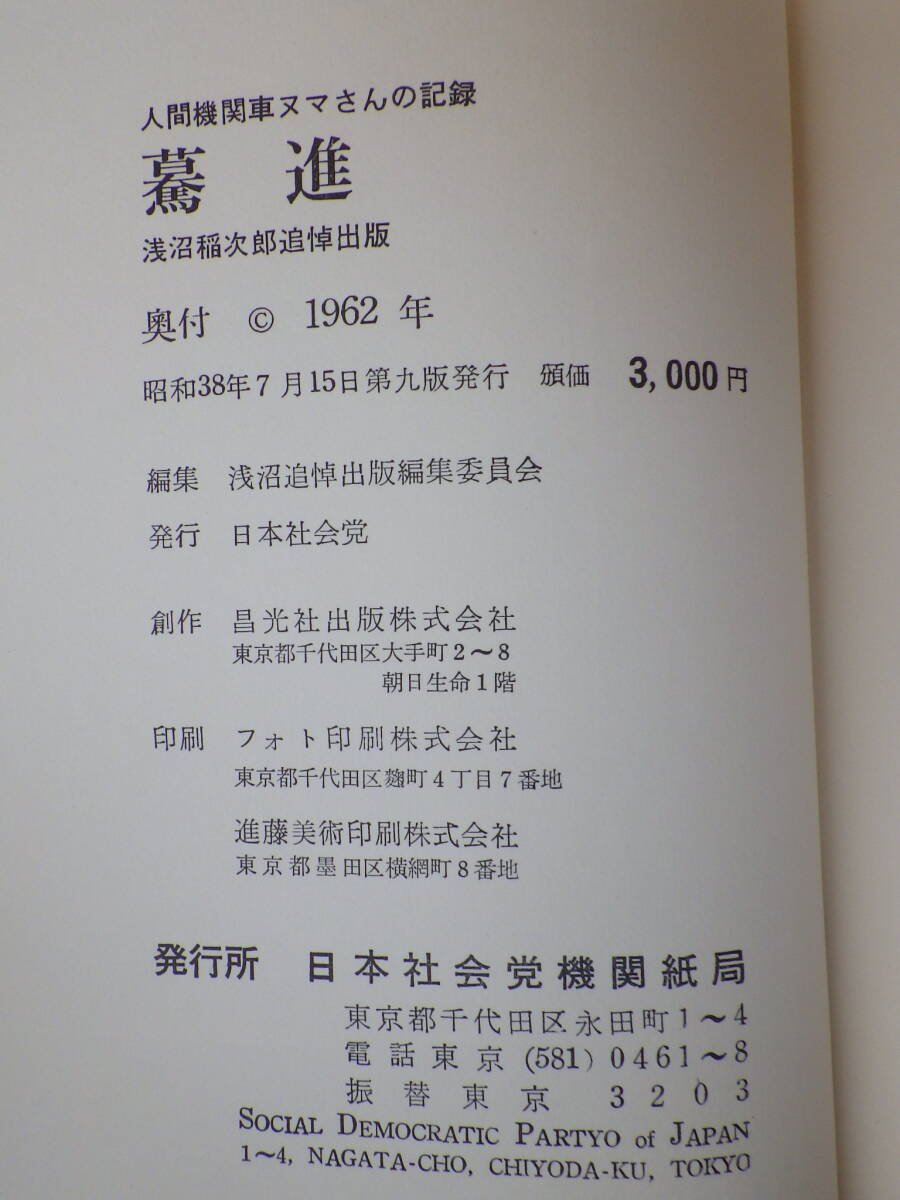 人間機関車ヌマさんの記録
驀進
浅沼稲次郎追悼出版
奥付 © 1962 年
昭和38年7月15日第九版発行 頒価 3,000円
編集 浅沼追悼出版編集委員会
発行 日本社会党
創作 昌光社出版株式会社
東京都千代田区大手町2〜8
朝日生命1階
印刷 フォト印刷株式会社
東京都千代田区麹町4丁目7番地
進藤美術印刷株式会社
東京都墨田区横網町8番地
発行所 日本社会党機関紙局
東京都千代田区永田町1〜4
電話東京(581)0461〜8
振替東京 3203
SOCIAL DEMOCRATIC PARTYO of JAPAN
1~4, NAGATA-CHO, CHIYODA-KU, TOKYO